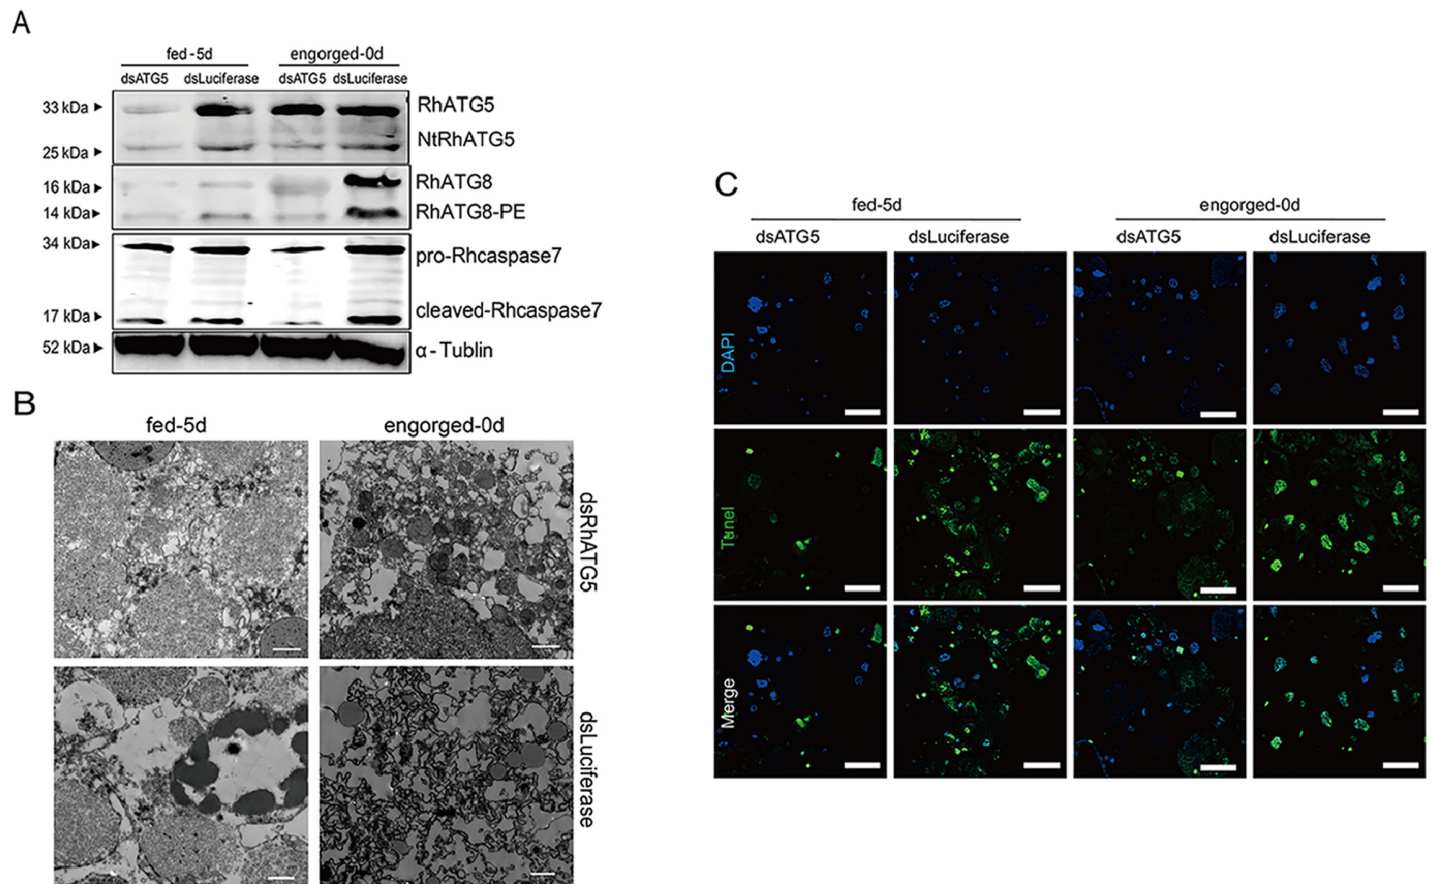 A
fed-5d engorged-0d
dsATG5 dsLuciferase dsATG5 dsLuciferase
33 kDa RhATG5
NtRhATG5
25 kDa
16 kDa RhATG8
14 kDa RhATG8-PE
34 kDa pro-Rhcaspase7
17 kDa cleaved-Rhcaspase7
52 kDa α-Tublin
B
fed-5d engorged-0d
dsRhATG5
dsLuciferase
C
fed-5d engorged-0d
dsATG5 dsLuciferase dsATG5 dsLuciferase
DAPI
Tunel
Merge